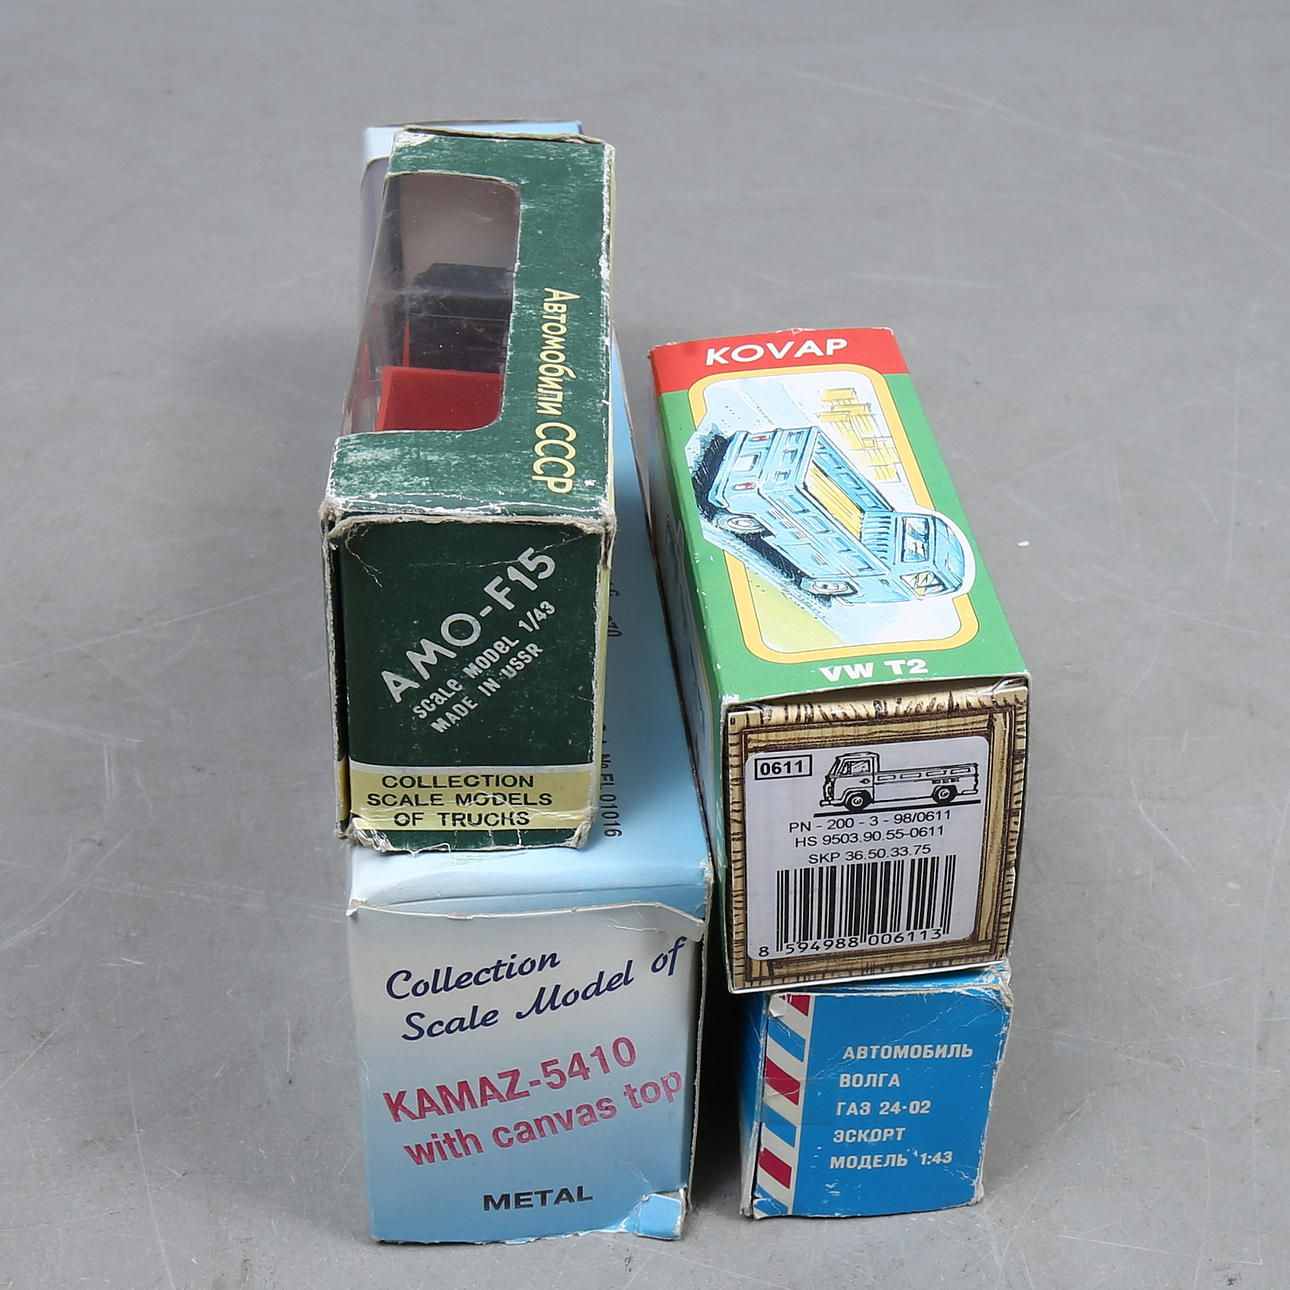 Автомобили СССР
AMO-F15
scale model 1/43
MADE IN USSR
COLLECTION
SCALE MODELS
OF TRUCKS
Collection
Scale Model of
KAMAZ-5410
with canvas top
METAL
KOVAP
VW T2
0611
PN - 200 - 3 - 98/0611
HS 9503.90.55-0611
SKP 36.50.33.75
8 594988 006113
АВТОМОБИЛЬ
ВОЛГА
ГАЗ 24-02
ЭСКОРТ
МОДЕЛЬ 1:43